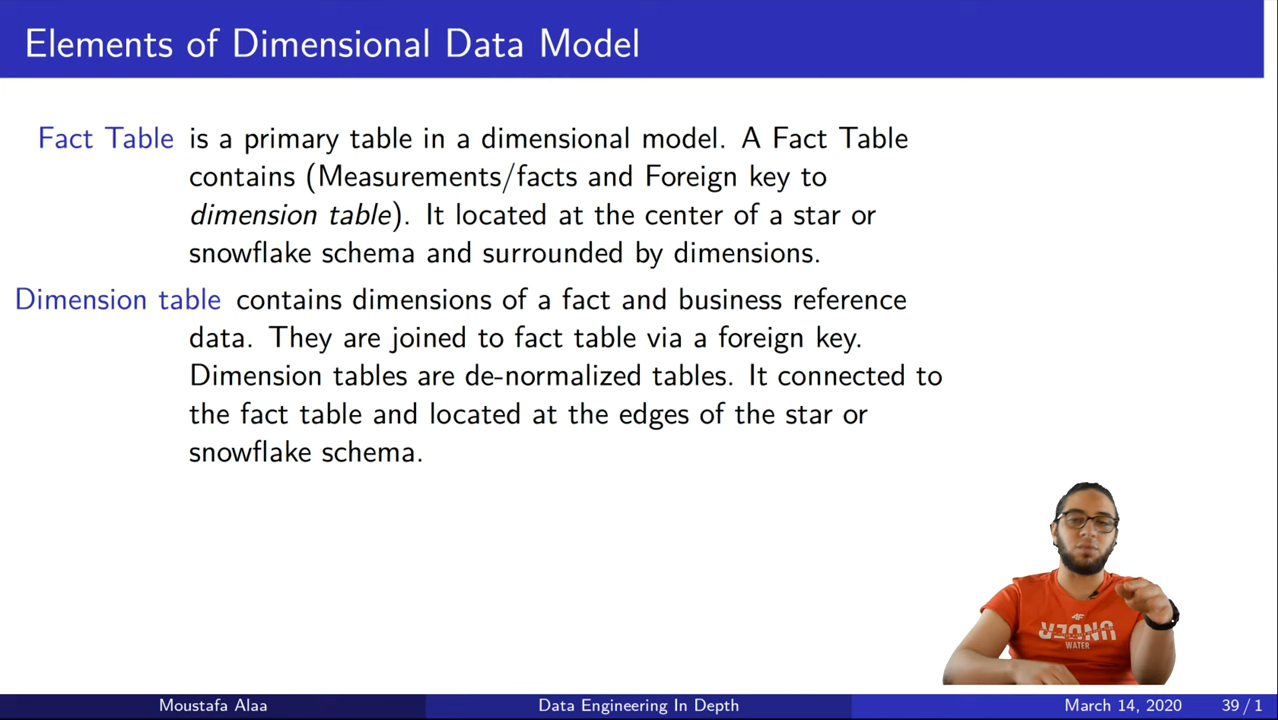 Elements of Dimensional Data Model
Fact Table is a primary table in a dimensional model. A Fact Table
contains (Measurements/facts and Foreign key to
dimension table). It located at the center of a star or
snowflake schema and surrounded by dimensions.
Dimension table contains dimensions of a fact and business reference
data. They are joined to fact table via a foreign key.
Dimension tables are de-normalized tables. It connected to
the fact table and located at the edges of the star or
snowflake schema.
4F
UNDER
WATER
Moustafa Alaa Data Engineering In Depth March 14, 2020 39 / 1